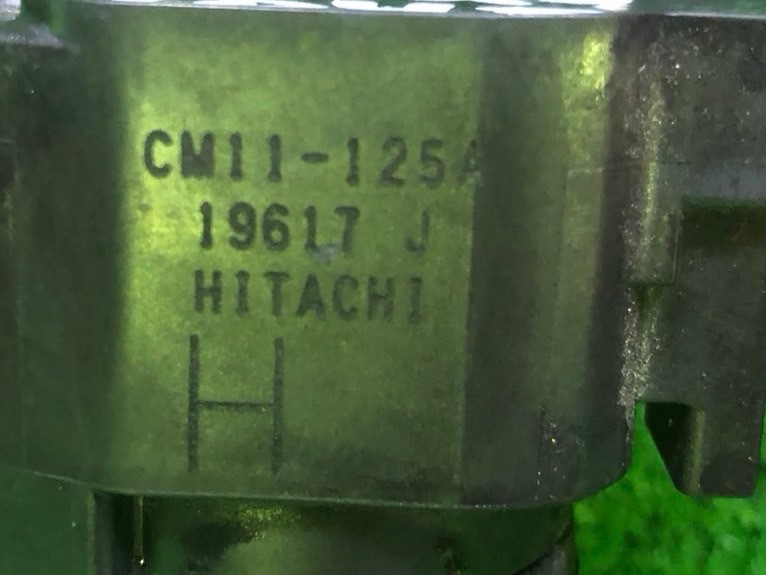 CM11-125A
19617 J
HITACHI
H